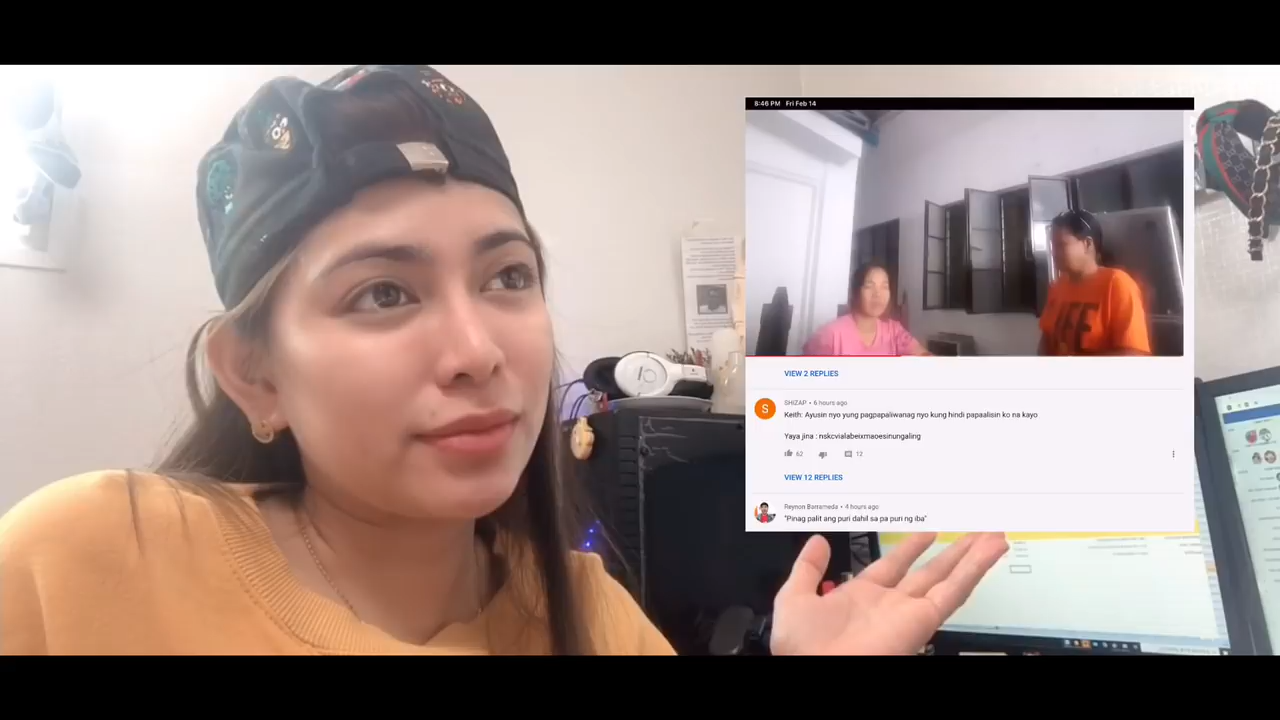 8:46 PM Fri Feb 14
LIFE
VIEW 2 REPLIES
S
SHIZAP • 6 hours ago
Keith: Ayusin nyo yung pagpapaliwanag nyo kung hindi papaalisin ko na kayo
Yaya jina : nskcvialabeixmaoesinungaling
62
12
VIEW 12 REPLIES
Reynon Barrameda • 4 hours ago
"Pinag palit ang puri dahil sa pa puri ng iba"